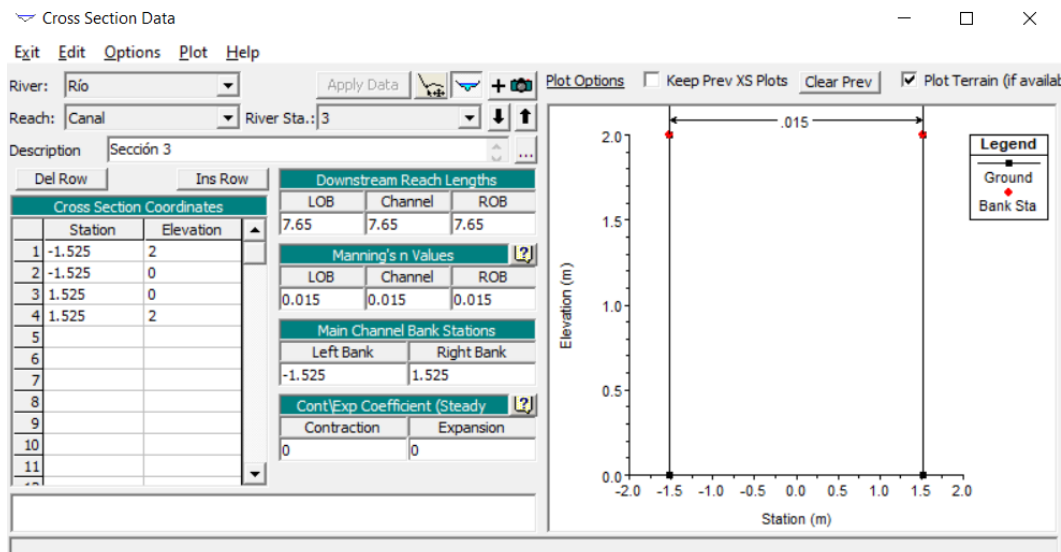 Cross Section Data
Exit Edit Options Plot Help
River: Río Apply Data Plot Options Keep Prev XS Plots Clear Prev Plot Terrain (if availab
Reach: Canal River Sta.: 3
Description Sección 3 ...
Del Row Ins Row
Cross Section Coordinates
Station Elevation
1 -1.525 2
2 -1.525 0
3 1.525 0
4 1.525 2
5
6
7
8
9
10
11
Downstream Reach Lengths
LOB Channel ROB
7.65 7.65 7.65
Manning's n Values
LOB Channel ROB
0.015 0.015 0.015
Main Channel Bank Stations
Left Bank Right Bank
-1.525 1.525
Cont\Exp Coefficient (Steady
Contraction Expansion
0 0
.015
2.0
1.5
1.0
0.5
0.0
Elevation (m)
-2.0 -1.5 -1.0 -0.5 0.0 0.5 1.0 1.5 2.0
Station (m)
Legend
Ground
Bank Sta